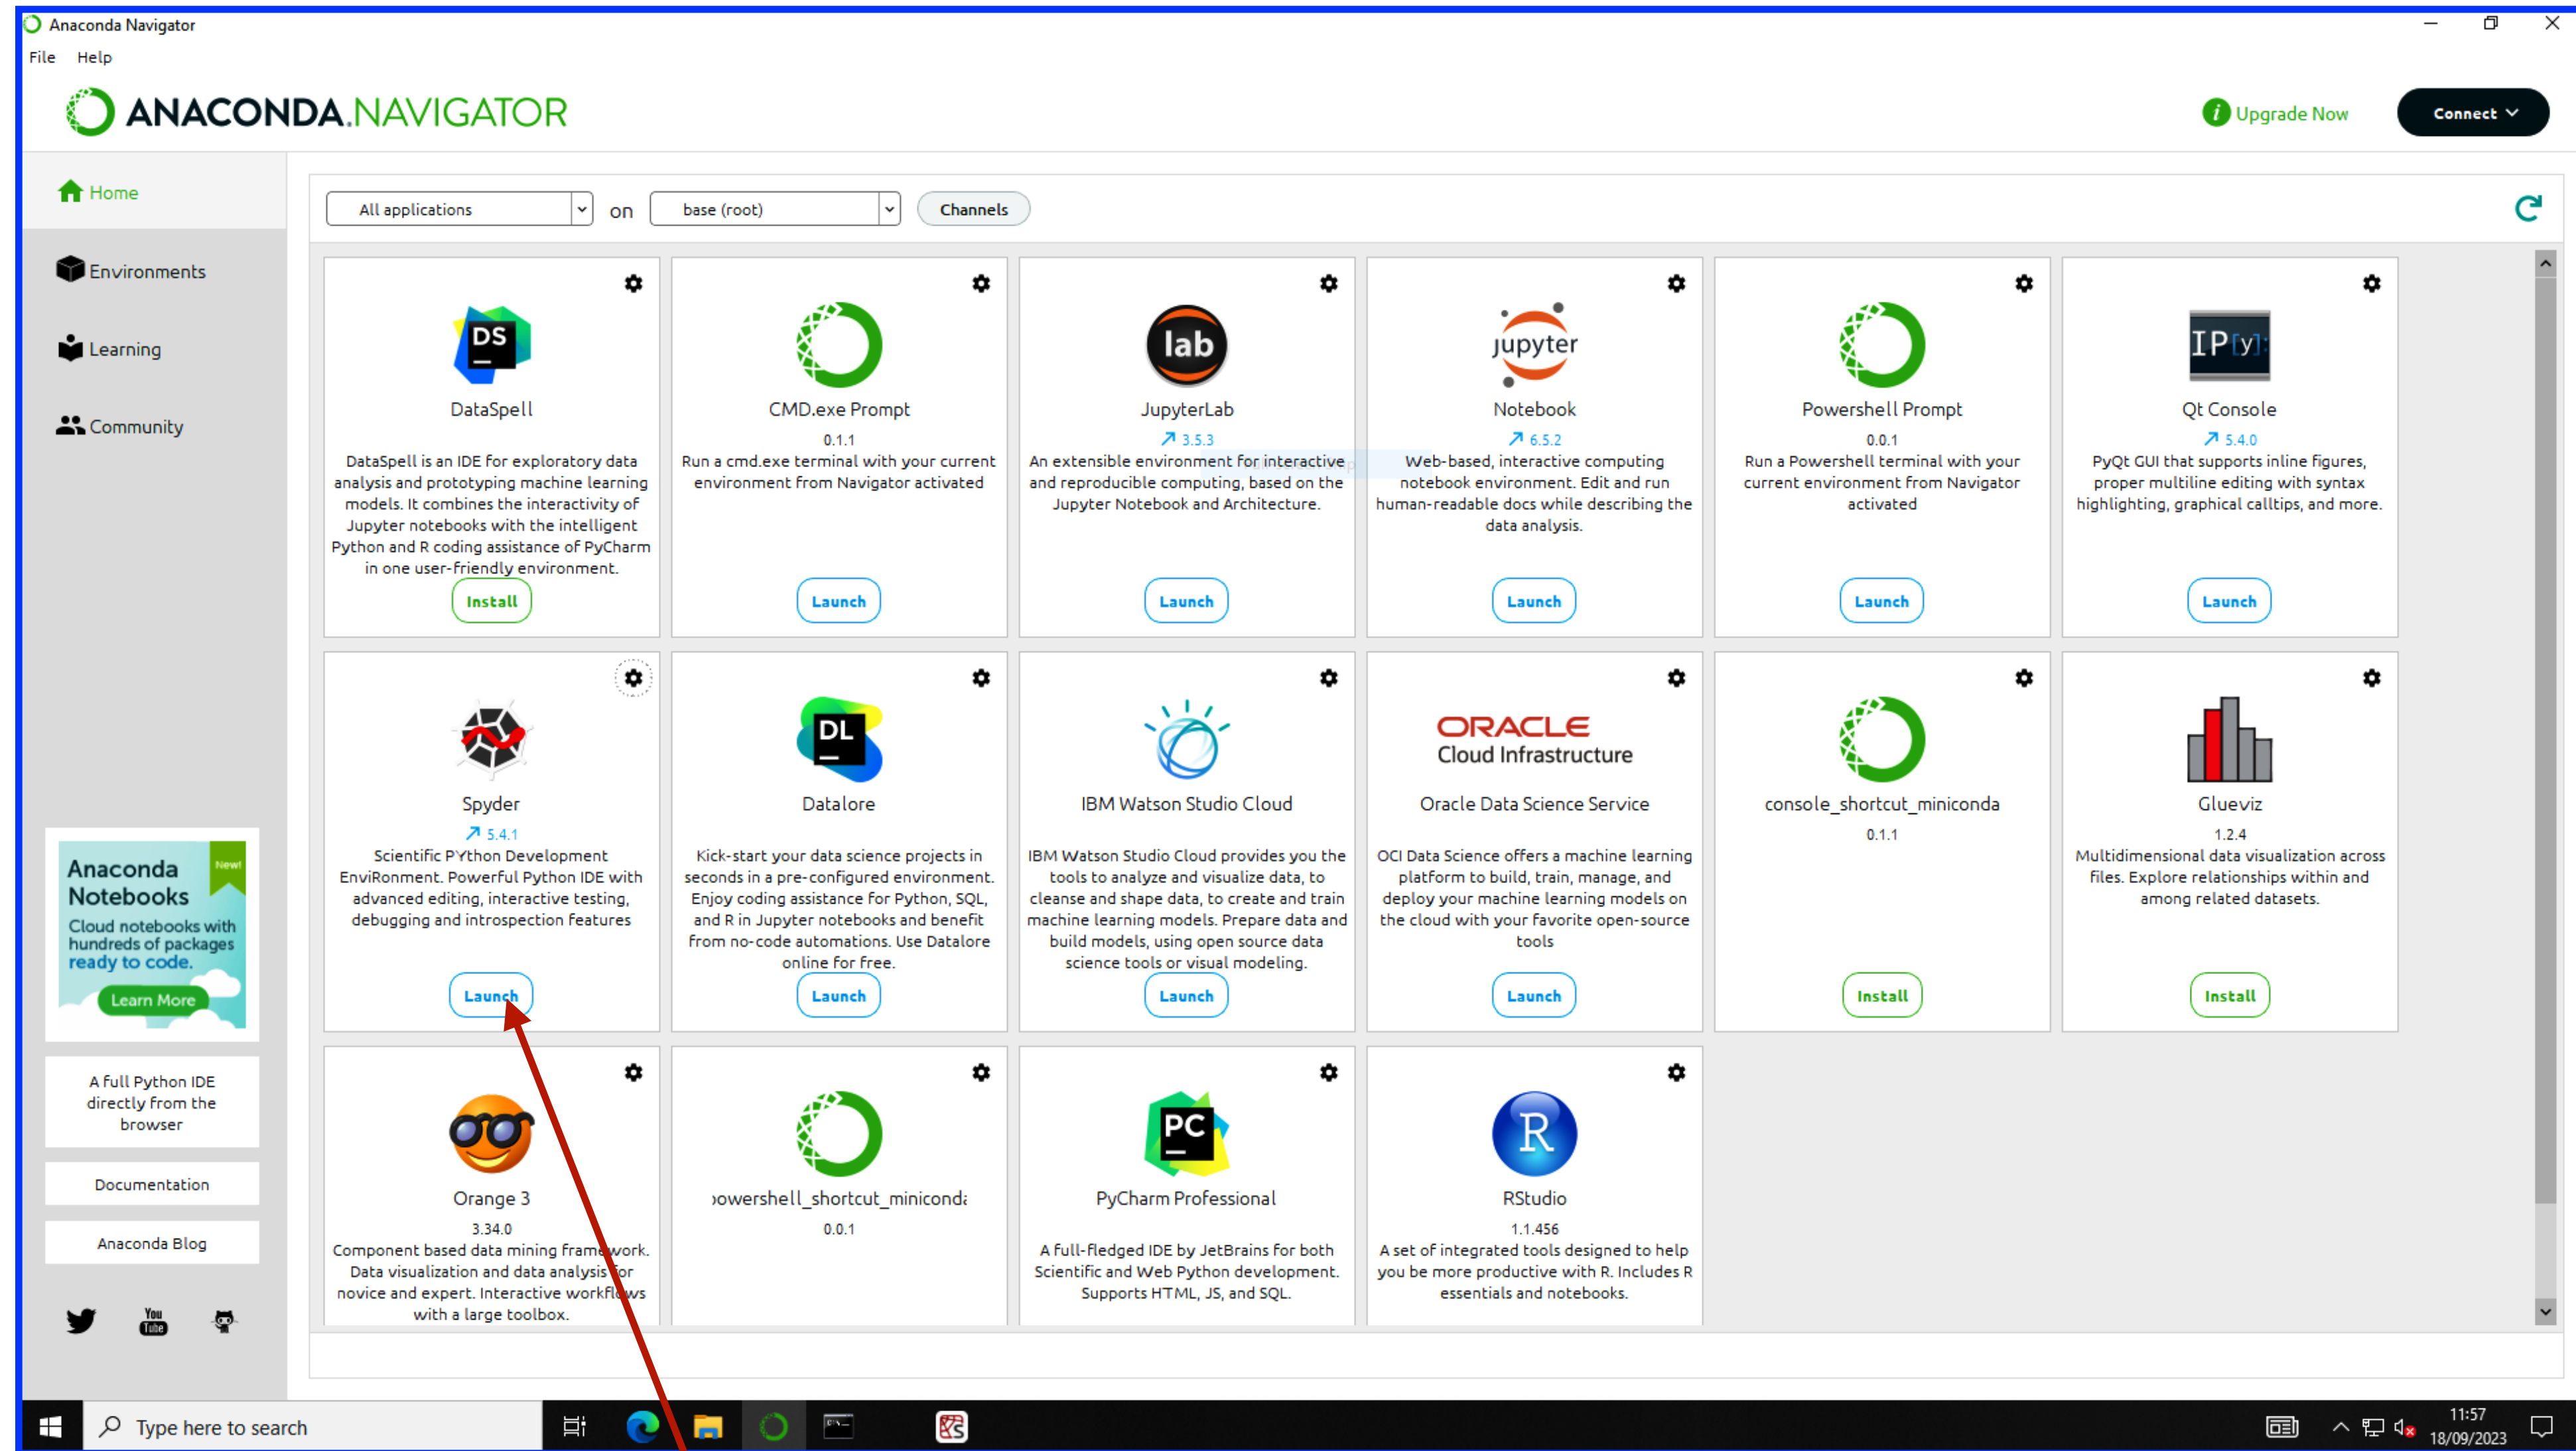 Anaconda Navigator
File Help
ANACONDA.NAVIGATOR
Upgrade Now
Connect
Home
Environments
Learning
Community
All applications on base (root) Channels
DS
DataSpell
DataSpell is an IDE for exploratory data
analysis and prototyping machine learning
models. It combines the interactivity of
Jupyter notebooks with the intelligent
Python and R coding assistance of PyCharm
in one user-friendly environment.
Install
CMD.exe Prompt
0.1.1
Run a cmd.exe terminal with your current
environment from Navigator activated
Launch
lab
JupyterLab
3.5.3
An extensible environment for interactive
and reproducible computing, based on the
Jupyter Notebook and Architecture.
Launch
jupyter
Notebook
6.5.2
Web-based, interactive computing
notebook environment. Edit and run
human-readable docs while describing the
data analysis.
Launch
Powershell Prompt
0.0.1
Run a Powershell terminal with your
current environment from Navigator
activated
Launch
IP[y]:
Qt Console
5.4.0
PyQt GUI that supports inline figures,
proper multiline editing with syntax
highlighting, graphical calltips, and more.
Launch
Spyder
5.4.1
Scientific PYthon Development
EnviRonment. Powerful Python IDE with
advanced editing, interactive testing,
debugging and introspection features
Launch
DL
Datalore
Kick-start your data science projects in
seconds in a pre-configured environment.
Enjoy coding assistance for Python, SQL,
and R in Jupyter notebooks and benefit
from no-code automations. Use Datalore
online for free.
Launch
IBM Watson Studio Cloud
IBM Watson Studio Cloud provides you the
tools to analyze and visualize data, to
cleanse and shape data, to create and train
machine learning models. Prepare data and
build models, using open source data
science tools or visual modeling.
Launch
ORACLE
Cloud Infrastructure
Oracle Data Science Service
OCI Data Science offers a machine learning
platform to build, train, manage, and
deploy your machine learning models on
the cloud with your favorite open-source
tools
Launch
console_shortcut_miniconda
0.1.1
Install
Glueviz
1.2.4
Multidimensional data visualization across
files. Explore relationships within and
among related datasets.
Install
Orange 3
3.34.0
Component based data mining framework.
Data visualization and data analysis for
novice and expert. Interactive workflows
with a large toolbox.
powershell_shortcut_miniconda
0.0.1
PC
PyCharm Professional
A full-fledged IDE by JetBrains for both
Scientific and Web Python development.
Supports HTML, JS, and SQL.
R
RStudio
1.1.456
A set of integrated tools designed to help
you be more productive with R. Includes R
essentials and notebooks.
Anaconda
Notebooks
New!
Cloud notebooks with
hundreds of packages
ready to code.
Learn More
A full Python IDE
directly from the
browser
Documentation
Anaconda Blog
You
Tube
Type here to search
11:57
18/09/2023